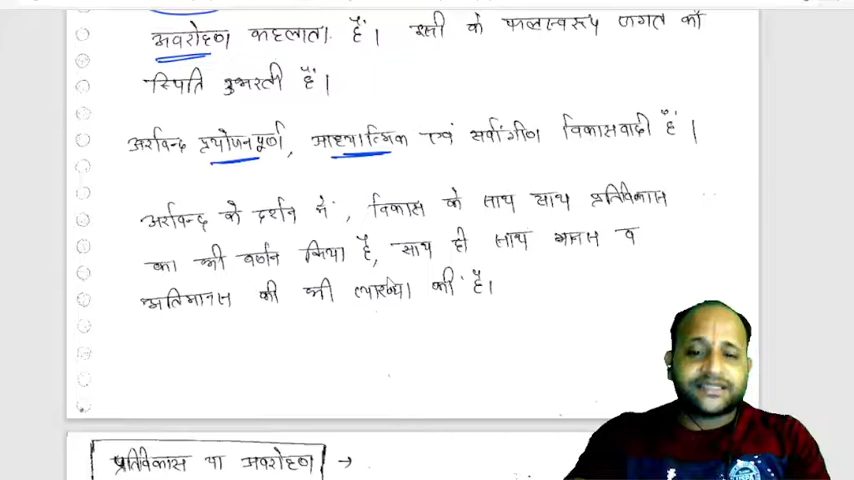 अवरोहण कहलाता हैं। इसी के फलस्वरूप जगत की
स्थिति उभरती हैं।
अरविन्द प्रयोजनपूर्ण, आध्यात्मिक एवं सर्वांगीण विकासवादी हैं।
अरविन्द के दर्शन में, विकास के साथ साथ प्रतिविकास
का भी वर्णन किया है, साथ ही साथ मानस व
अतिमानस की भी व्याख्या की है।
प्रतिविकास या अवरोहण →